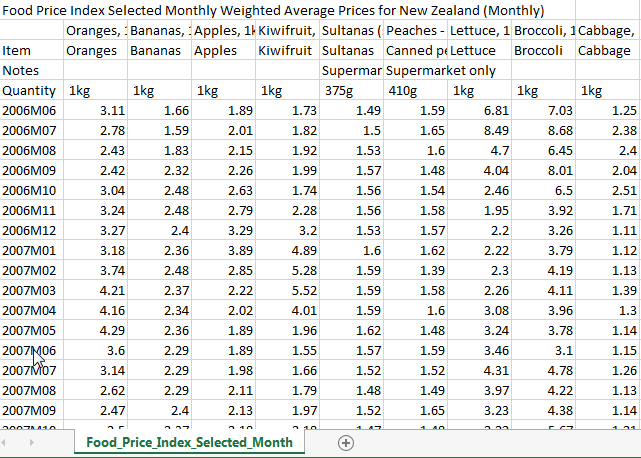 Food Price Index Selected Monthly Weighted Average Prices for New Zealand (Monthly)
Oranges, 1 Bananas, 1 Apples, 1k Kiwifruit, Sultanas ( Peaches - Lettuce, 1 Broccoli, 1 Cabbage,
Item Oranges Bananas Apples Kiwifruit Sultanas Canned pe Lettuce Broccoli Cabbage
Notes Supermar Supermarket only
Quantity 1kg 1kg 1kg 1kg 375g 410g 1kg 1kg 1kg
2006M06 3.11 1.66 1.89 1.73 1.49 1.59 6.81 7.03 1.25
2006M07 2.78 1.59 2.01 1.82 1.5 1.65 8.49 8.68 2.38
2006M08 2.43 1.83 2.15 1.92 1.53 1.6 4.7 6.45 2.4
2006M09 2.42 2.32 2.26 1.99 1.57 1.48 4.04 8.01 2.04
2006M10 3.04 2.48 2.63 1.74 1.56 1.54 2.46 6.5 2.51
2006M11 3.24 2.48 2.79 2.28 1.56 1.58 1.95 3.92 1.71
2006M12 3.27 2.4 3.29 3.2 1.53 1.57 2.2 3.26 1.11
2007M01 3.18 2.36 3.89 4.89 1.6 1.62 2.22 3.79 1.12
2007M02 3.74 2.48 2.85 5.28 1.59 1.39 2.3 4.19 1.13
2007M03 4.21 2.37 2.22 5.52 1.59 1.58 2.26 4.11 1.39
2007M04 4.16 2.34 2.02 4.01 1.59 1.6 3.08 3.96 1.3
2007M05 4.29 2.36 1.89 1.96 1.62 1.48 3.24 3.78 1.14
2007M06 3.6 2.29 1.89 1.55 1.57 1.59 3.46 3.1 1.15
2007M07 3.14 2.29 1.98 1.66 1.52 1.52 4.31 4.78 1.26
2007M08 2.62 2.29 2.11 1.79 1.48 1.49 3.97 4.22 1.13
2007M09 2.47 2.4 2.13 1.97 1.52 1.65 3.23 4.38 1.14
Food_Price_Index_Selected_Month